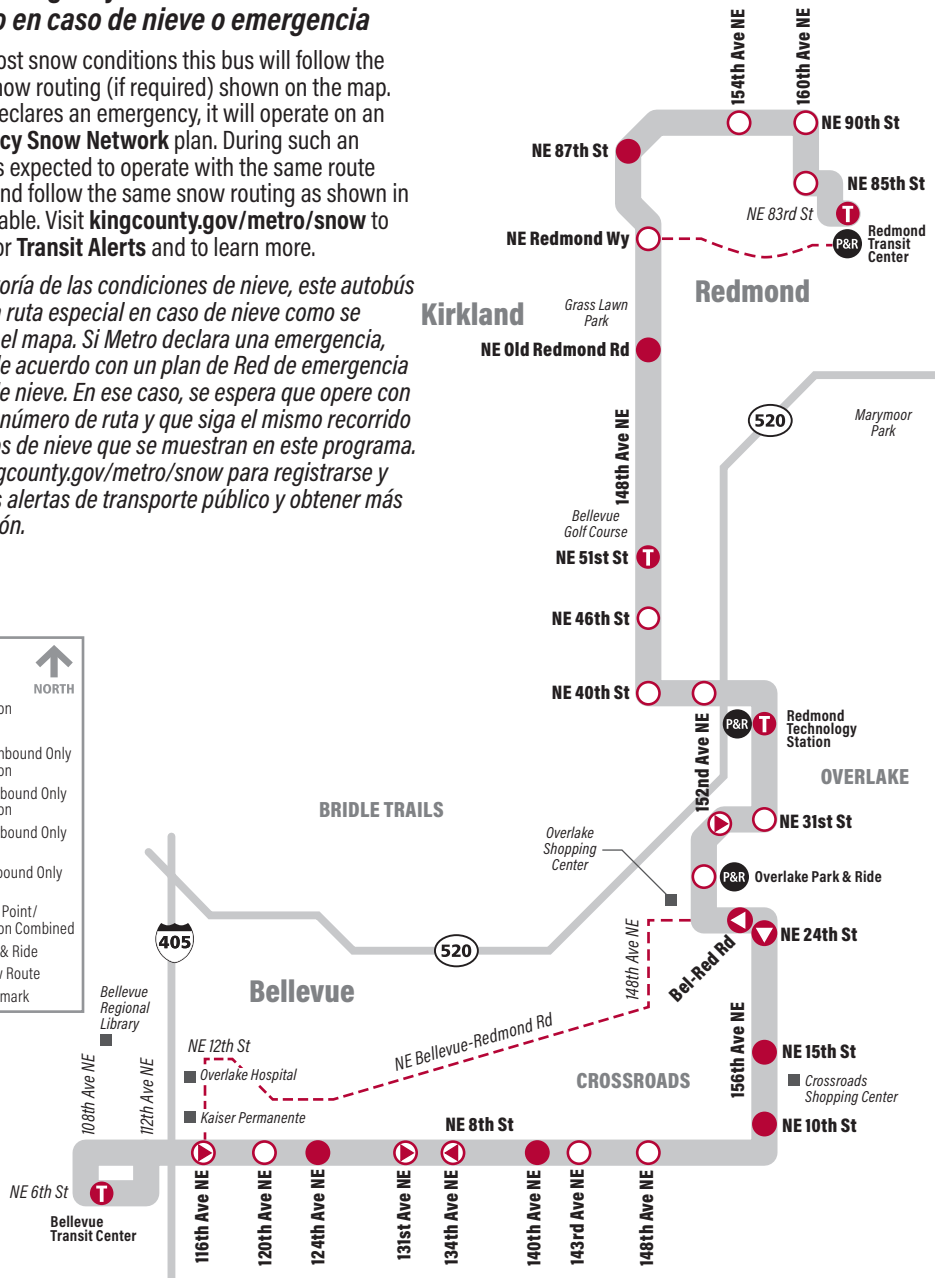 o en caso de nieve o emergencia
ost snow conditions this bus will follow the
now routing (if required) shown on the map.
eclares an emergency, it will operate on an
cy Snow Network plan. During such an
s expected to operate with the same route
nd follow the same snow routing as shown in
able. Visit kingcounty.gov/metro/snow to
or Transit Alerts and to learn more.
oría de las condiciones de nieve, este autobús
a ruta especial en caso de nieve como se
el mapa. Si Metro declara una emergencia,
de acuerdo con un plan de Red de emergencia
de nieve. En ese caso, se espera que opere con
número de ruta y que siga el mismo recorrido
os de nieve que se muestran en este programa.
gcounty.gov/metro/snow para registrarse y
s alertas de transporte público y obtener más
ón.
154th Ave NE
160th Ave NE
NE 90th St
NE 87th St
NE 85th St
NE 83rd St
T
P&R
Redmond
Transit
Center
NE Redmond Wy
Redmond
Kirkland
Grass Lawn
Park
NE Old Redmond Rd
520
Marymoor
Park
148th Ave NE
Bellevue
Golf Course
NE 51st St
T
NE 46th St
NE 40th St
152nd Ave NE
P&R
T
Redmond
Technology
Station
OVERLAKE
NE 31st St
BRIDLE TRAILS
Overlake
Shopping
Center
P&R
Overlake Park & Ride
NORTH
on
nbound Only
on
bound Only
on
bound Only
bound Only
Point/
on Combined
& Ride
w Route
mark
405
520
148th Ave NE
Bel-Red Rd
NE 24th St
Bellevue
Bellevue
Regional
Library
NE 12th St
NE Bellevue-Redmond Rd
156th Ave NE
NE 15th St
Overlake Hospital
CROSSROADS
Crossroads
Shopping Center
108th Ave NE
112th Ave NE
Kaiser Permanente
NE 8th St
NE 10th St
NE 6th St
T
Bellevue
Transit Center
116th Ave NE
120th Ave NE
124th Ave NE
131st Ave NE
134th Ave NE
140th Ave NE
143rd Ave NE
148th Ave NE